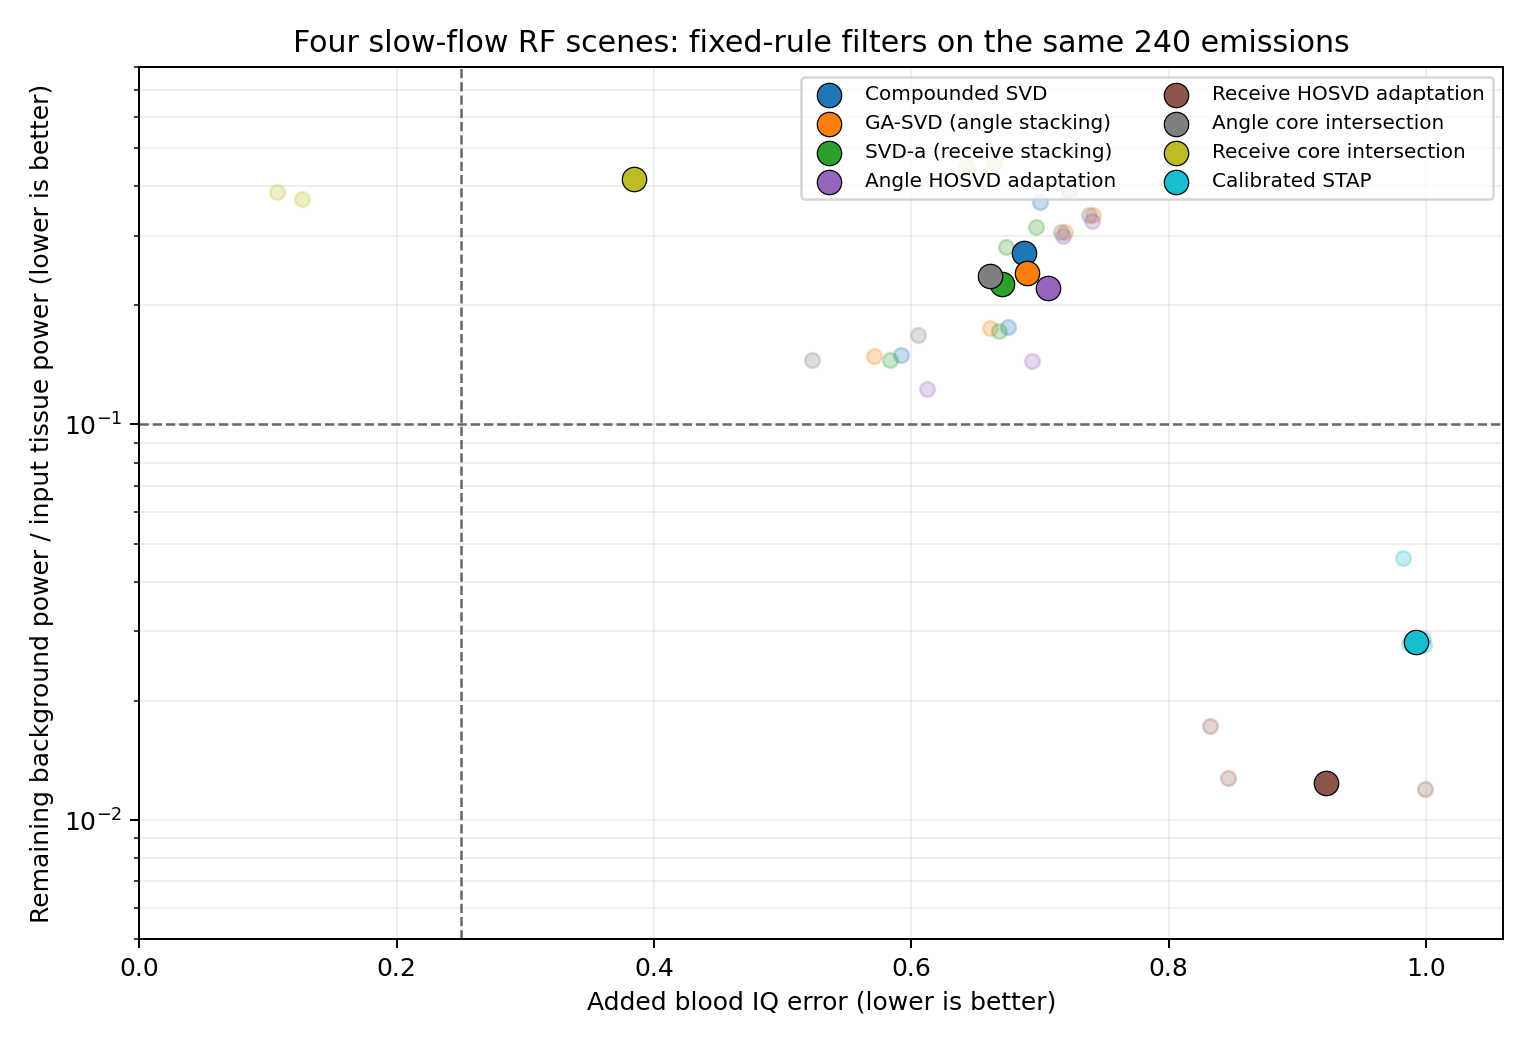 Four slow-flow RF scenes: fixed-rule filters on the same 240 emissions
Compounded SVD
GA-SVD (angle stacking)
SVD-a (receive stacking)
Angle HOSVD adaptation
Receive HOSVD adaptation
Angle core intersection
Receive core intersection
Calibrated STAP
Remaining background power / input tissue power (lower is better)
10⁻¹
10⁻²
0.0 0.2 0.4 0.6 0.8 1.0
Added blood IQ error (lower is better)